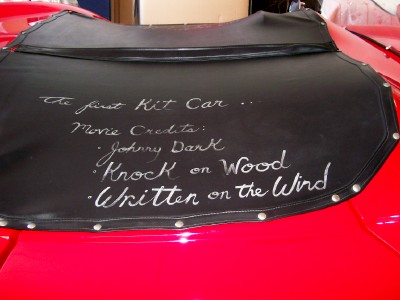 The first Kit Car ...
Movie Credits:
· Johnny Dark
· Knock on Wood
· Written on the Wind